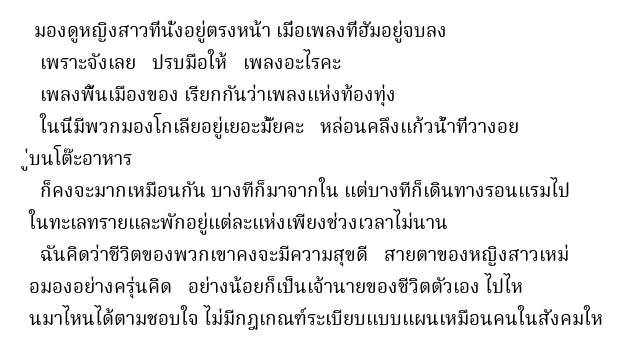 มองดูหญิงสาวที่นั่งอยู่ตรงหน้า เมื่อเพลงที่ฮัมอยู่จบลง
เพราะจังเลย ปรบมือให้ เพลงอะไรคะ
เพลงพื้นเมืองของ เรียกกันว่าเพลงแห่งท้องทุ่ง
ในนี้มีพวกมองโกเลียอยู่เยอะมั้ยคะ หล่อนคลึงแก้วน้ำที่วางอย
ู่บนโต๊ะอาหาร
ก็คงจะมากเหมือนกัน บางทีก็มาจากใน แต่บางทีก็เดินทางรอนแรมไป
ในทะเลทรายและพักอยู่แต่ละแห่งเพียงช่วงเวลาไม่นาน
ฉันคิดว่าชีวิตของพวกเขาคงจะมีความสุขดี สายตาของหญิงสาวเหม่
อมองอย่างครุ่นคิด อย่างน้อยก็เป็นเจ้านายของชีวิตตัวเอง ไปไห
นมาไหนได้ตามชอบใจ ไม่มีกฎเกณฑ์ระเบียบแบบแผนเหมือนคนในสังคมให